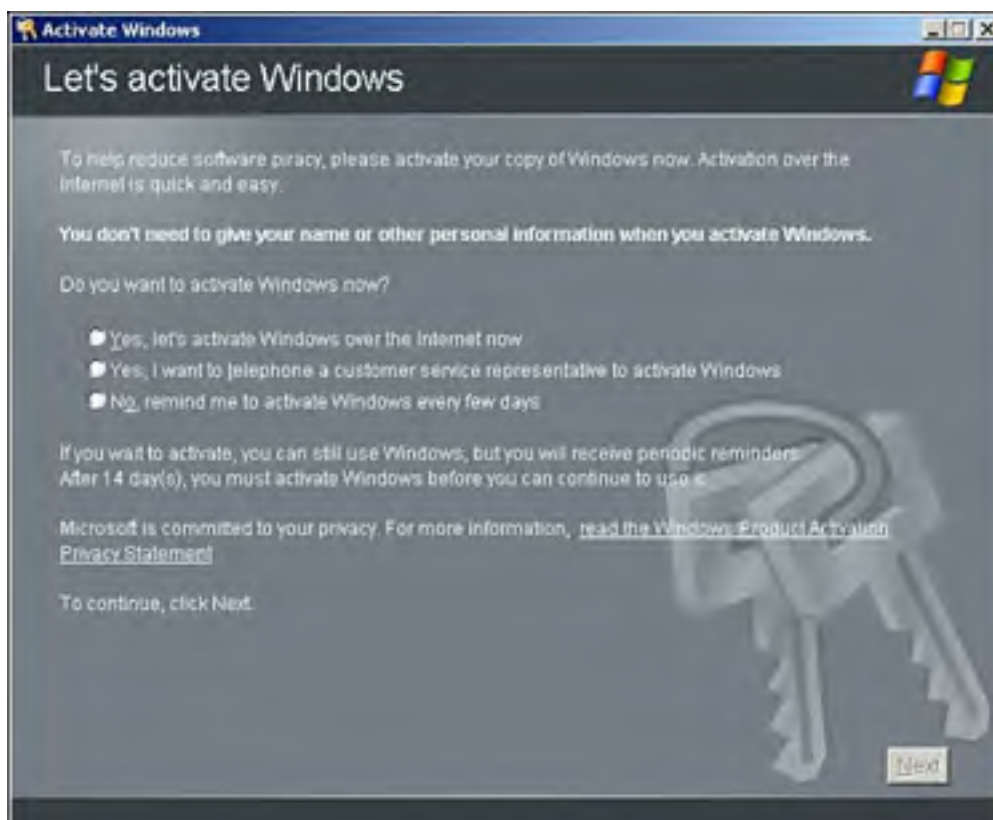 Activate Windows
Let's activate Windows
To help reduce software piracy, please activate your copy of Windows now. Activation over the
Internet is quick and easy.
You don't need to give your name or other personal information when you activate Windows.
Do you want to activate Windows now?
Yes, let's activate Windows over the Internet now
Yes, I want to telephone a customer service representative to activate Windows
No, remind me to activate Windows every few days
If you wait to activate, you can still use Windows, but you will receive periodic reminders.
After 14 day(s), you must activate Windows before you can continue to use
Microsoft is committed to your privacy. For more information, read the Windows Product Activation
Privacy Statement
To continue, click Next.
Next